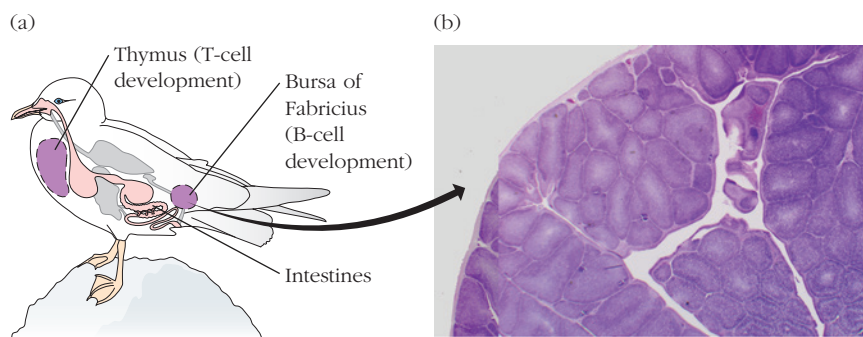 (a)
Thymus (T-cell
development)
Bursa of
Fabricius
(B-cell
development)
Intestines
(b)